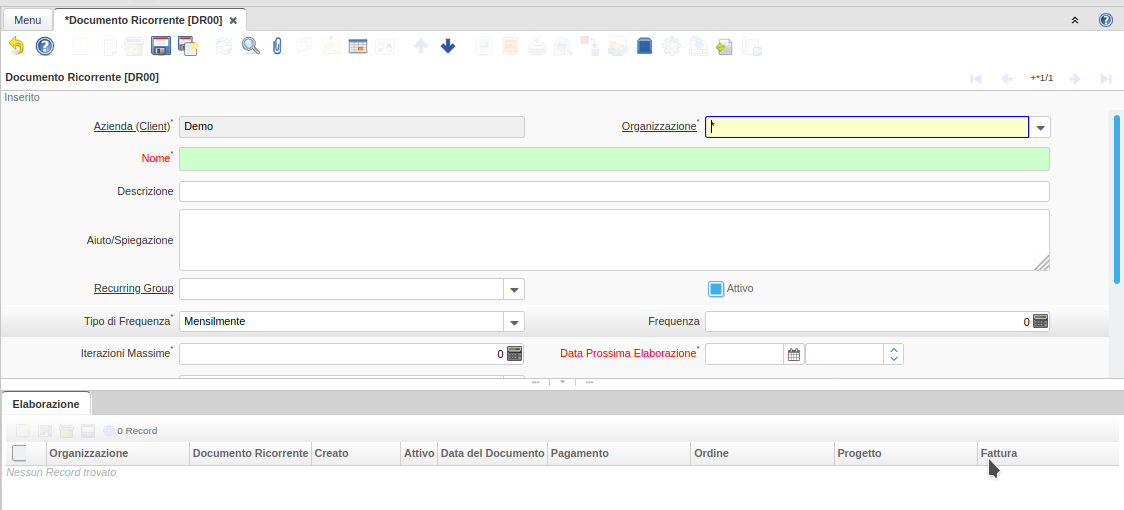 Menu *Documento Ricorrente [DR00]
Documento Ricorrente [DR00] +*1/1
Inserito
Azienda (Client)* Demo Organizzazione* *
Nome*
Descrizione
Aiuto/Spiegazione
Recurring Group Attivo
Tipo di Frequenza* Mensilmente Frequenza 0
Iterazioni Massime* 0 Data Prossima Elaborazione*
Elaborazione
0 Record
Organizzazione Documento Ricorrente Creato Attivo Data del Documento Pagamento Ordine Progetto Fattura
Nessun Record trovato